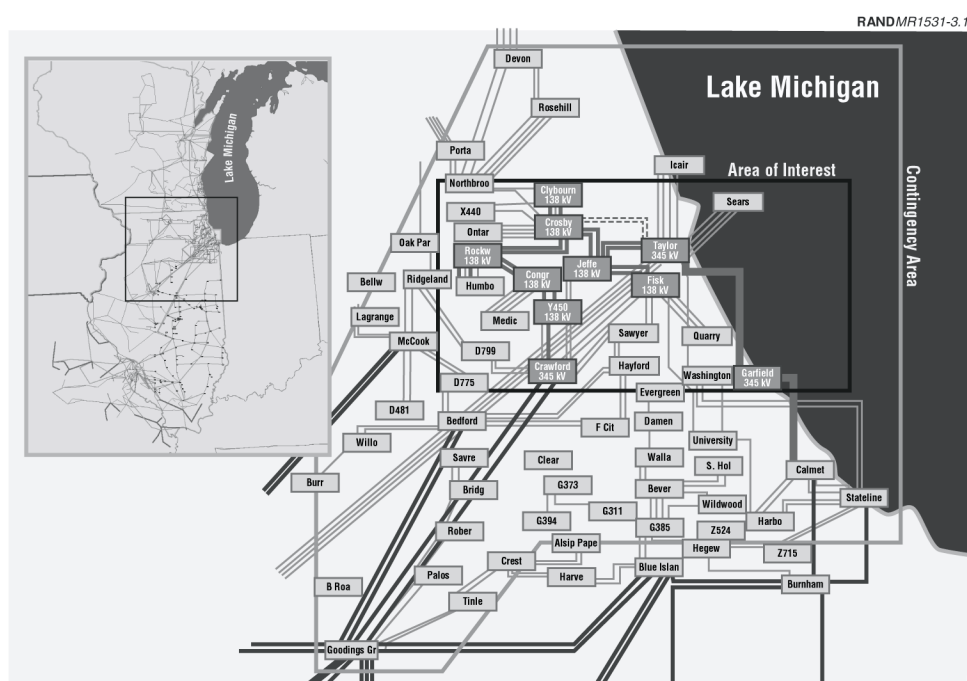 RANDMR1531-3.1
Lake Michigan
Lake Michigan
Area of Interest
Contingency Area
Devon
Rosehill
Porta
Northbroo
Icair
Sears
Clybourn
138 kV
X440
Crosby
138 kV
Ontar
Oak Par
Rockw
138 kV
Taylor
345 kV
Jeffe
138 kV
Bellw
Ridgeland
Humbo
Congr
138 kV
Fisk
138 kV
Lagrange
Medic
Y450
138 kV
McCook
Sawyer
Quarry
D799
Crawford
345 kV
Hayford
Washington
Garfield
345 kV
D775
Evergreen
D481
Bedford
F Cit
Damen
Willo
University
Savre
Clear
Walla
S. Hol
Calmet
Burr
Bridg
G373
Bever
Stateline
Wildwood
G394
G311
G385
Harbo
Rober
Z524
Alsip Pape
Hegew
Z715
Crest
Blue Islan
Palos
Harve
B Roa
Burnham
Tinle
Goodings Gr